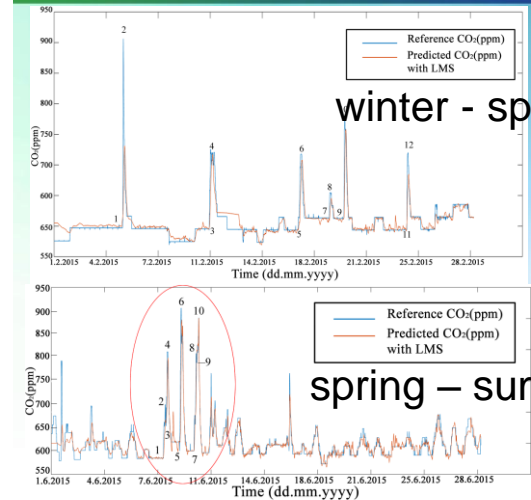 950
900
850
750
700
650
600
550
CO₂(ppm)
2
4
6
8
12
1
3
5
7
9
11
Reference CO₂(ppm)
Predicted CO₂(ppm)
with LMS
winter - sp
1.2.2015 4.2.2015 7.2.2015 11.2.2015 14.2.2015 18.2.2015 21.2.2015 25.2.2015 28.2.2015
Time (dd.mm.yyyy)
950
900
850
750
700
650
600
550
CO₂(ppm)
6
10
4
8
9
2
3
1
5
7
Reference CO₂(ppm)
Predicted CO₂(ppm)
with LMS
spring – sur
1.6.2015 4.6.2015 7.6.2015 11.6.2015 14.6.2015 18.6.2015 21.6.2015 25.6.2015 28.6.2015
Time (dd.mm.yyyy)